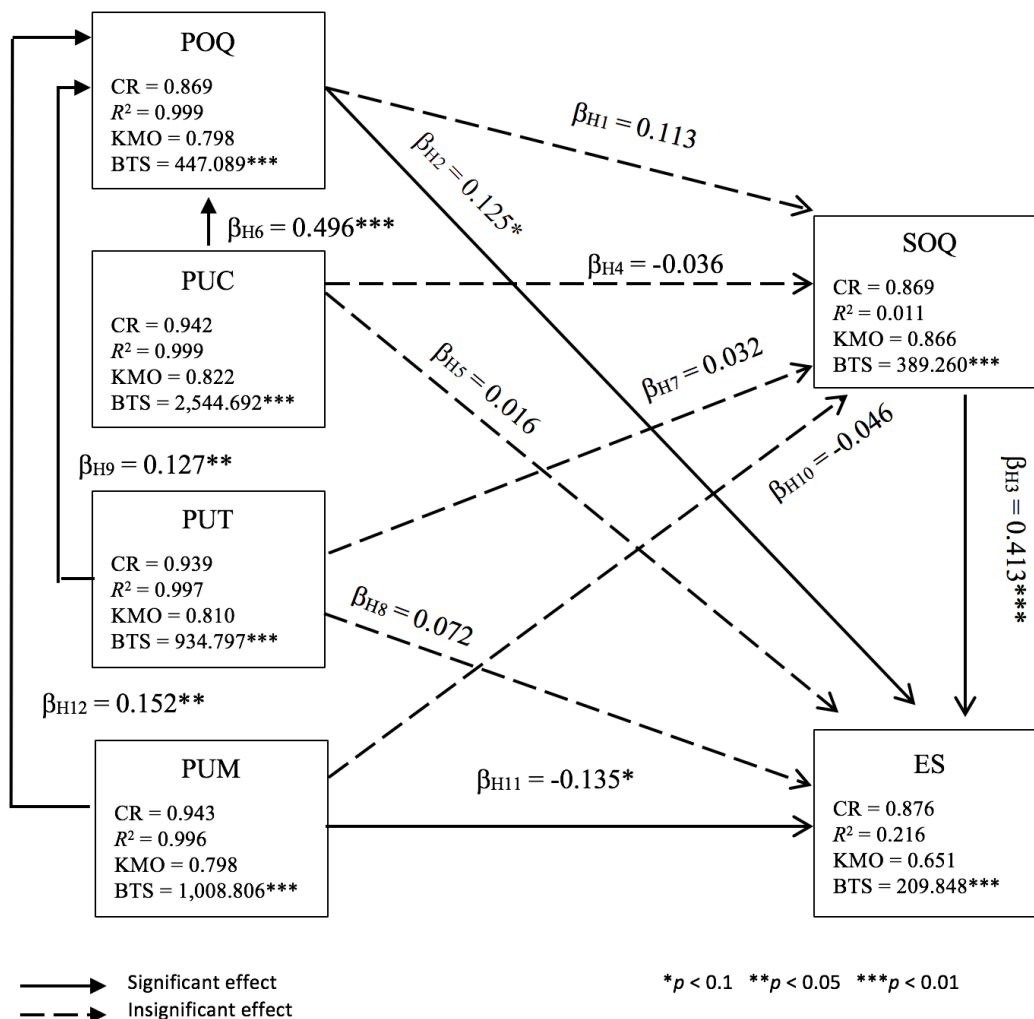 POQ
CR = 0.869
R² = 0.999
KMO = 0.798
BTS = 447.089***
βH1 = 0.113
βH2 = 0.125*
βH6 = 0.496***
SOQ
CR = 0.869
R² = 0.011
KMO = 0.866
BTS = 389.260***
PUC
CR = 0.942
R² = 0.999
KMO = 0.822
BTS = 2,544.692***
βH4 = -0.036
βH5 = 0.016
βH7 = 0.032
βH10 = -0.046
βH3 = 0.413***
βH9 = 0.127**
PUT
CR = 0.939
R² = 0.997
KMO = 0.810
BTS = 934.797***
βH8 = 0.072
βH12 = 0.152**
PUM
CR = 0.943
R² = 0.996
KMO = 0.798
BTS = 1,008.806***
βH11 = -0.135*
ES
CR = 0.876
R² = 0.216
KMO = 0.651
BTS = 209.848***
Significant effect
Insignificant effect
*p < 0.1 **p < 0.05 ***p < 0.01